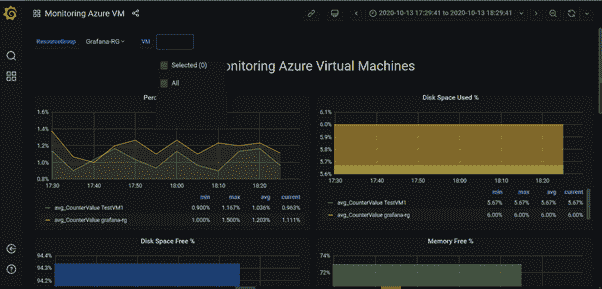 Monitoring Azure VM
2020-10-13 17:29:41 to 2020-10-13 18:29:41
ResourceGroup Grafana-RG VM
Selected (0)
All
onitoring Azure Virtual Machines
Perc
1.6%
1.4%
1.2%
1.0%
0.8%
17:30 17:40 17:50 18:00 18:10 18:20
min max avg current
avg_CounterValue TestVM1 0.900% 1.167% 1.036% 0.963%
avg_CounterValue grafana-rg 1.000% 1.500% 1.203% 1.111%
Disk Space Used %
6.1%
6.0%
5.9%
5.8%
5.7%
5.6%
17:30 17:40 17:50 18:00 18:10 18:20
min max avg current
avg_CounterValue TestVM1 5.67% 5.67% 5.67% 5.67%
avg_CounterValue grafana-rg 6.00% 6.00% 6.00% 6.00%
Disk Space Free %
94.4%
94.3%
94.2%
Memory Free %
74%
72%